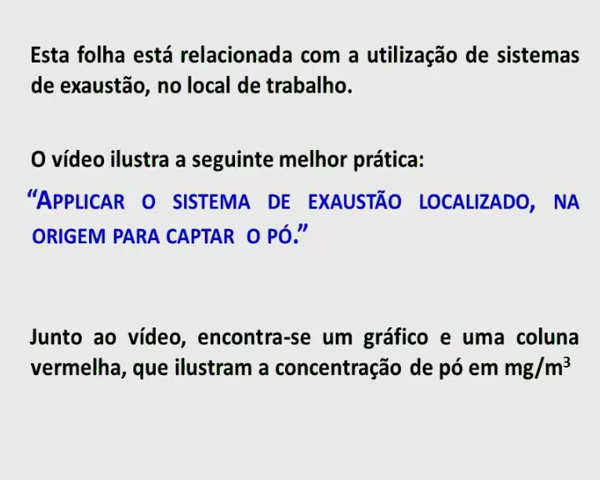 Esta folha está relacionada com a utilização de sistemas
de exaustão, no local de trabalho.
O vídeo ilustra a seguinte melhor prática:
“APPLICAR O SISTEMA DE EXAUSTÃO LOCALIZADO, NA
ORIGEM PARA CAPTAR O PÓ.”
Junto ao vídeo, encontra-se um gráfico e uma coluna
vermelha, que ilustram a concentração de pó em mg/m³